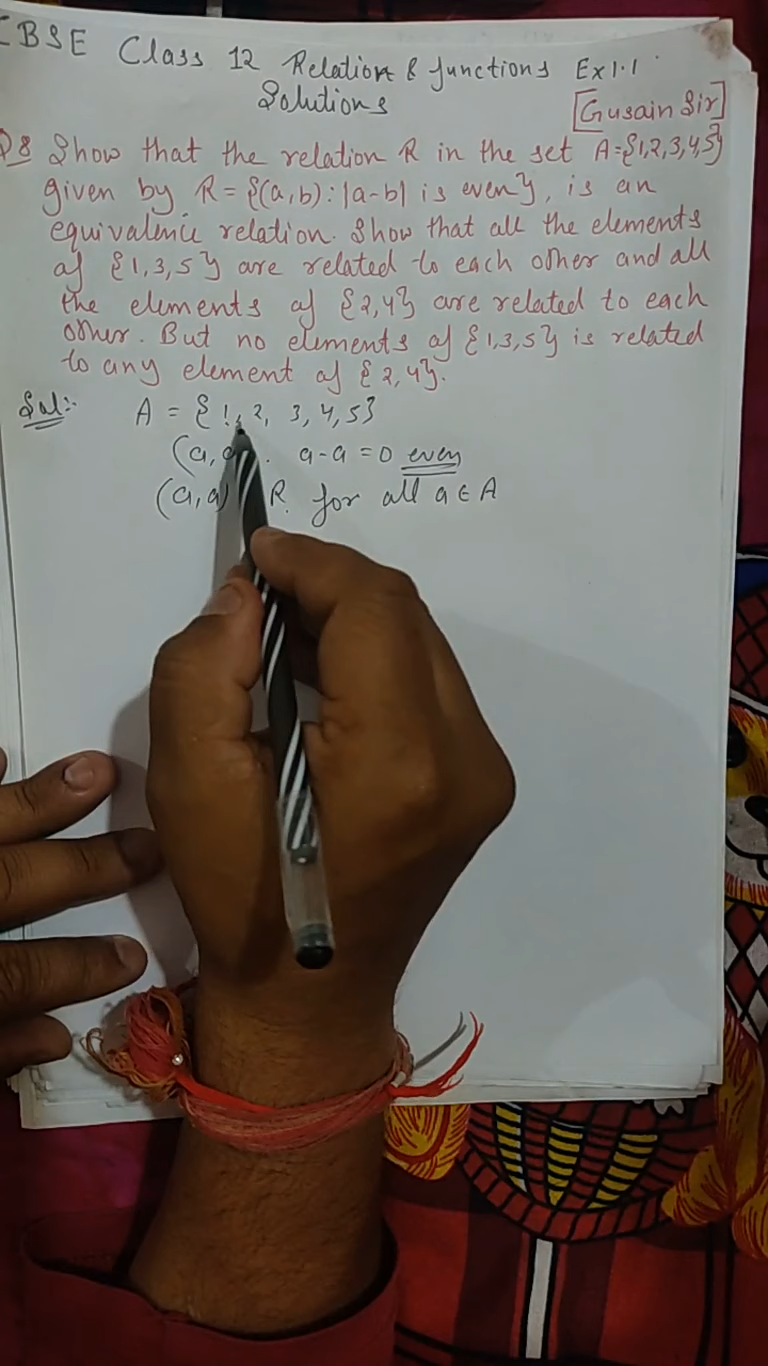 CBSE Class 12 Relation & functions Ex 1.1
Solutions
[Gusain Sir]
Q8 Show that the relation R in the set A={1,2,3,4,5}
given by R = {(a,b) : |a-b| is even}, is an
equivalence relation. Show that all the elements
of {1,3,5} are related to each other and all
the elements of {2,4} are related to each
other. But no elements of {1,3,5} is related
to any element of {2,4}.
Sol:- A = {1, 2, 3, 4, 5}
(a, a - a = 0 even
(a,a) R for all a ∈ A